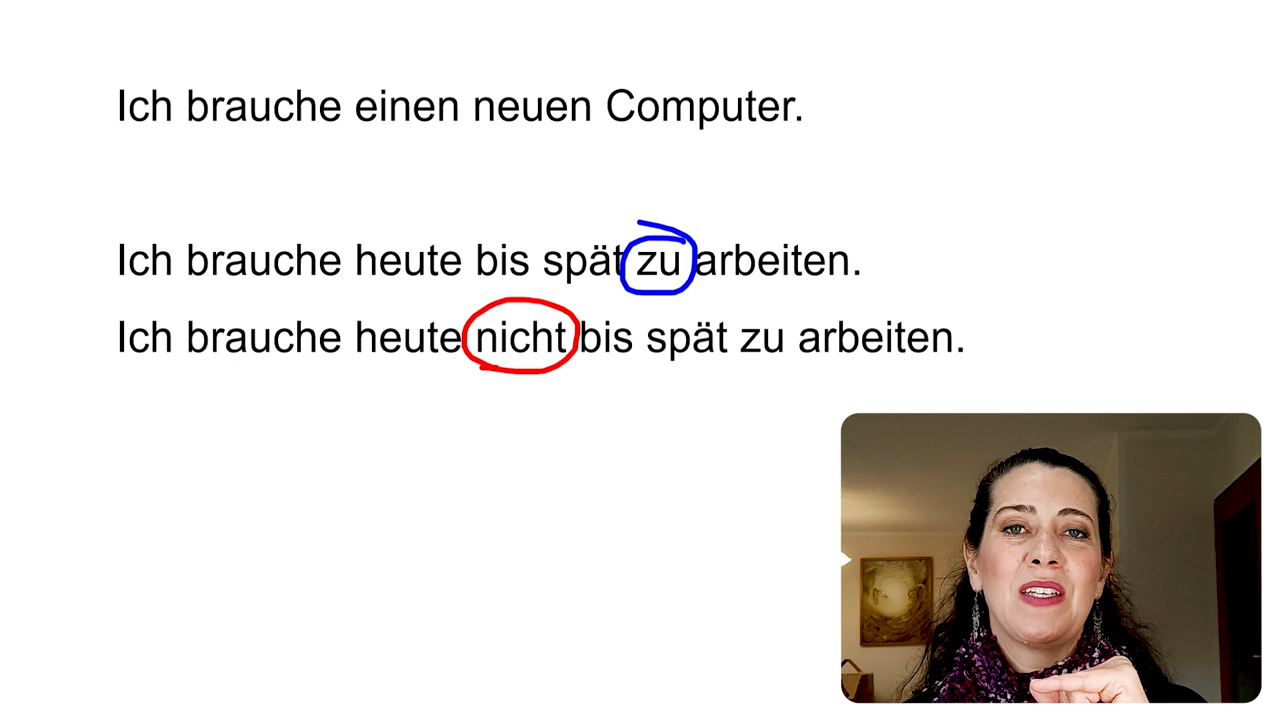 Ich brauche einen neuen Computer.
Ich brauche heute bis spät zu arbeiten.
Ich brauche heute nicht bis spät zu arbeiten.